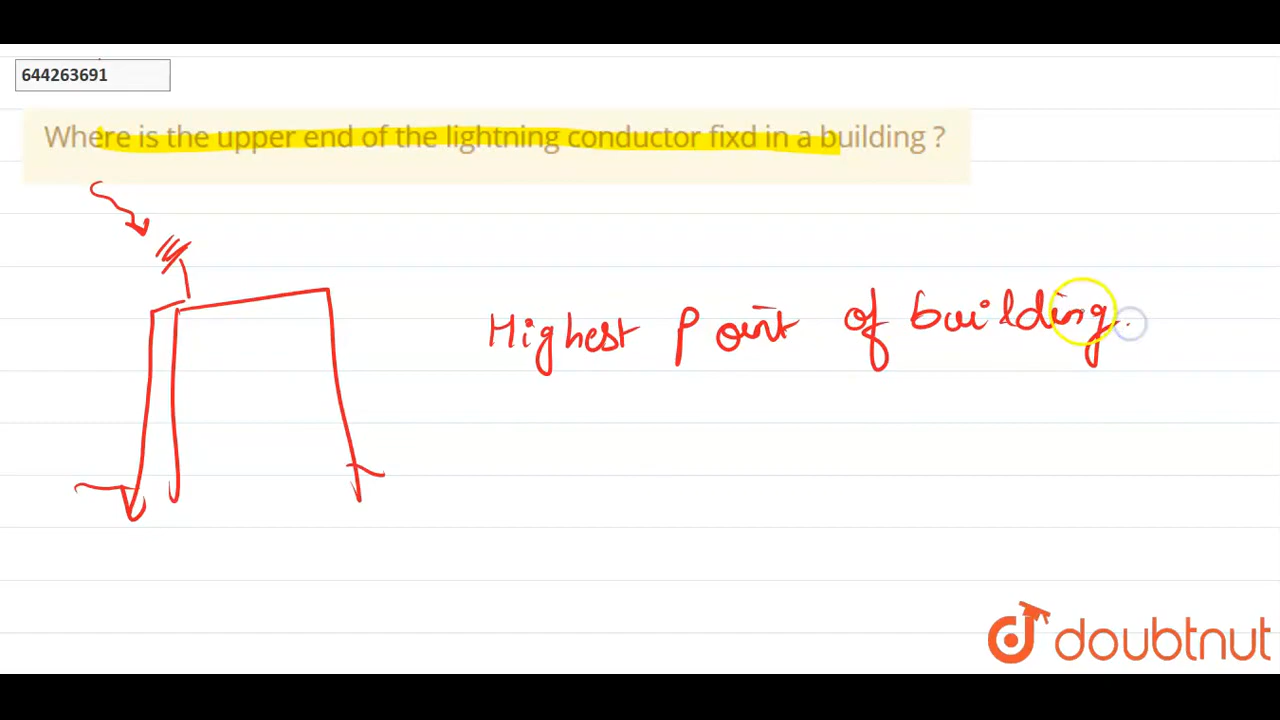 644263691
Where is the upper end of the lightning conductor fixd in a building ?
Highest Point of building.
doubtnut